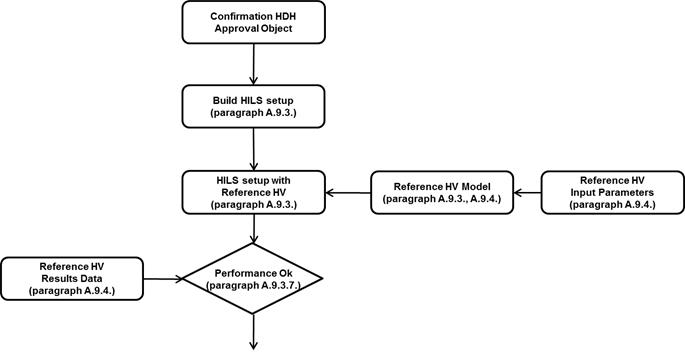 Confirmation HDH
Approval Object
Build HILS setup
(paragraph A.9.3.)
HILS setup with
Reference HV
(paragraph A.9.3.)
Reference HV Model
(paragraph A.9.3., A.9.4.)
Reference HV
Input Parameters
(paragraph A.9.4.)
Reference HV
Results Data
(paragraph A.9.4.)
Performance Ok
(paragraph A.9.3.7.)